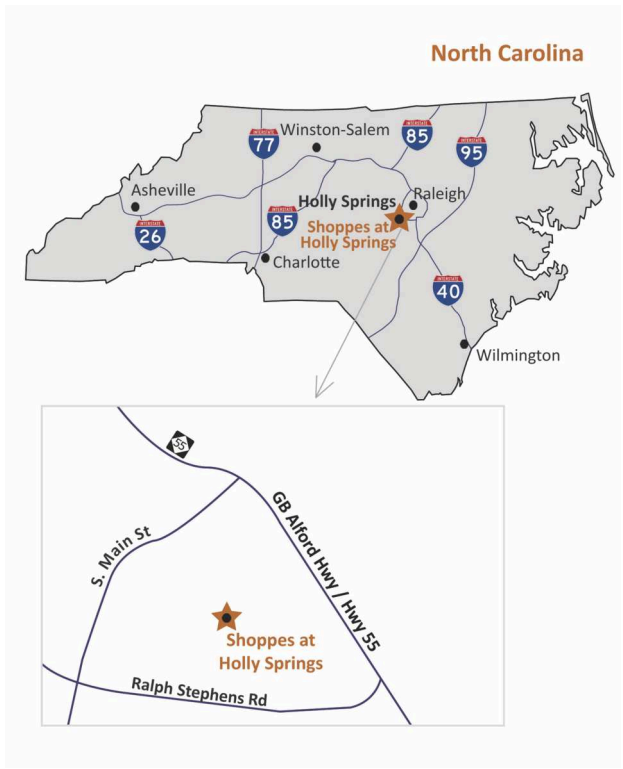 North Carolina
Winston-Salem
77
85
95
Asheville
Holly Springs
Raleigh
Shoppes at
Holly Springs
26
85
Charlotte
40
Wilmington
55
GB Alford Hwy / Hwy 55
S. Main St
Shoppes at
Holly Springs
Ralph Stephens Rd